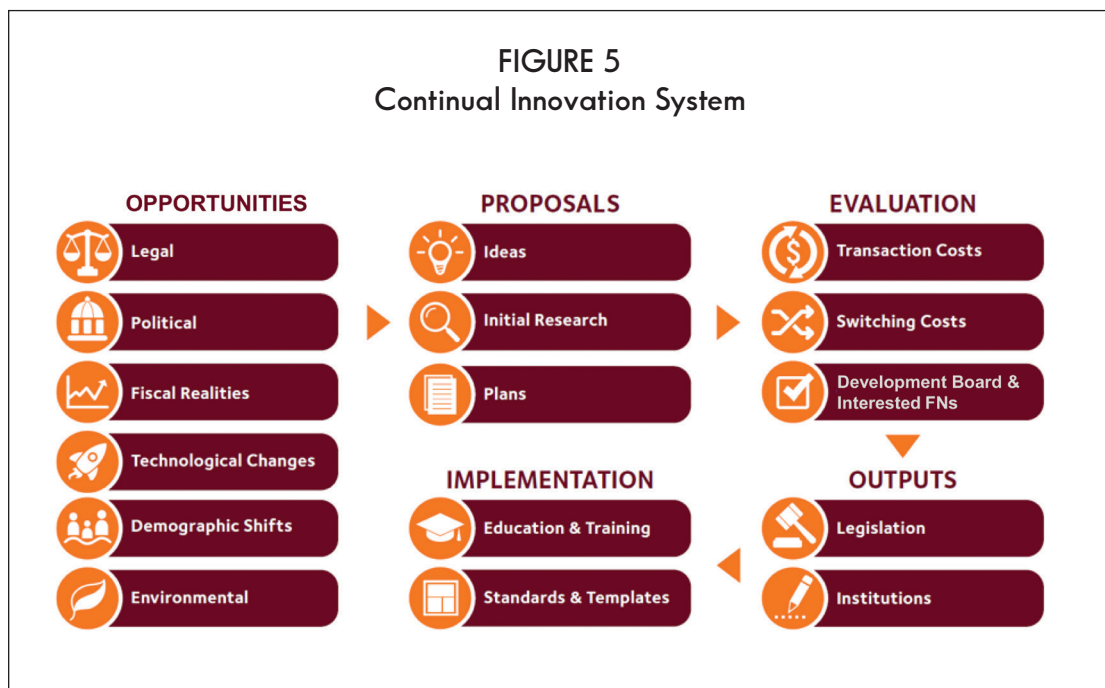 FIGURE 5
Continual Innovation System
OPPORTUNITIES
Legal
Political
Fiscal Realities
Technological Changes
Demographic Shifts
Environmental
PROPOSALS
Ideas
Initial Research
Plans
EVALUATION
$
Transaction Costs
Switching Costs
Development Board &
Interested FNs
OUTPUTS
Legislation
Institutions
IMPLEMENTATION
Education & Training
Standards & Templates